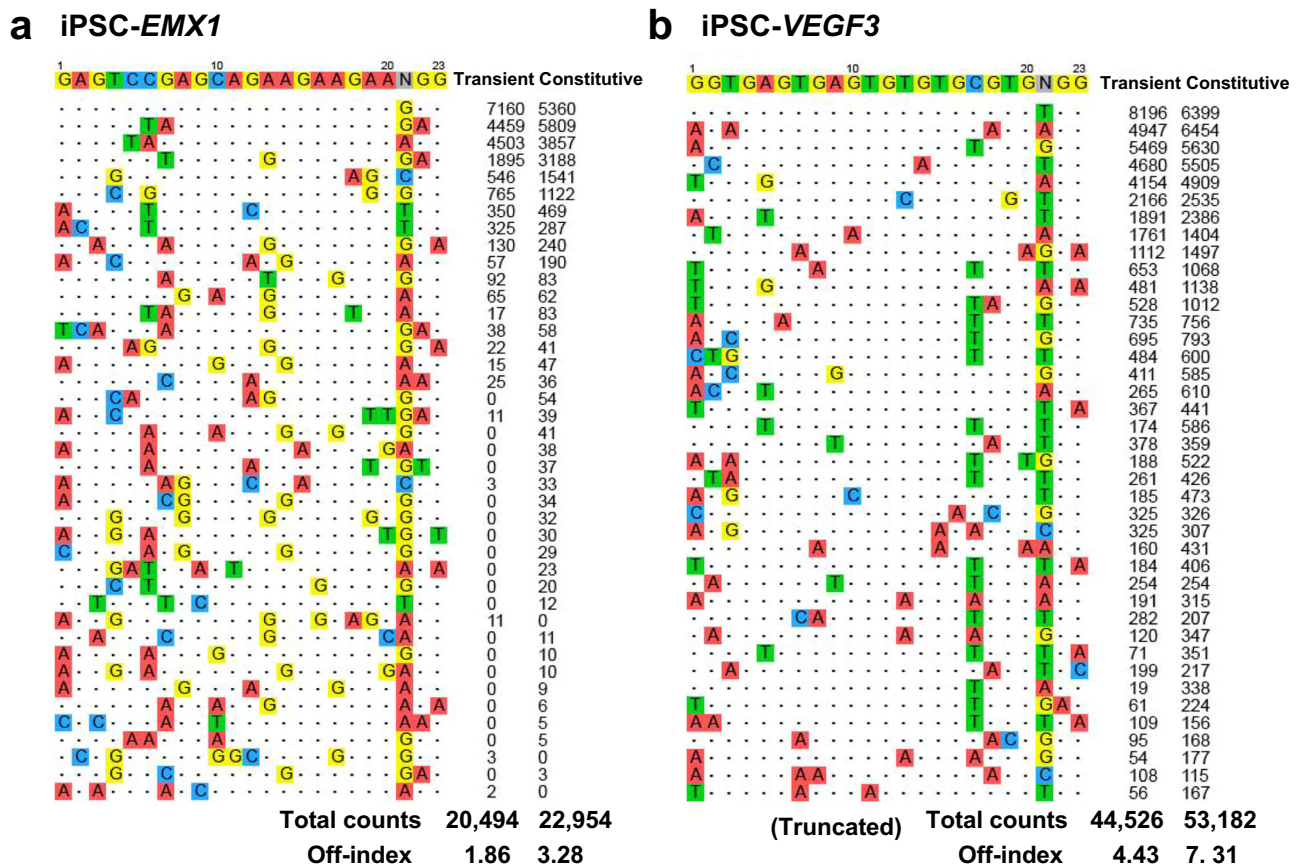 a iPSC-EMX1
1 10 20 23
GAGTCCGAGCAGAAGAAGAANGG Transient Constitutive
G 7160 5360
T A G A 4459 5809
T A A 4503 3857
T G G A 1895 3188
G A G C 546 1541
C G G G 765 1122
A T C T 350 469
A C T T 325 287
A A G G A 130 240
A C A G A 57 190
A T G G 92 83
G A G A 65 62
T A G T A 17 83
T C A A G A 38 58
A G G G A 22 41
A G G A 15 47
C A A A 25 36
C A A G G 0 54
A C T T G A 11 39
A A G G G 0 41
A A A G A 0 38
A A T G T 0 37
A A G C A C 3 33
A C G G G 0 34
G G G G G 0 32
A G A T G T 0 30
C A G G G 0 29
G A T A T A A 0 23
C T G G 0 20
T T C T 0 12
A G G G A G A 11 0
A C G C A 0 11
A A G A 0 10
A G A G G A 0 10
A G A G A 0 9
A A G A A 0 6
C C A T A A 0 5
A A A G 0 5
C G G G C G G 3 0
G C G G A 0 3
A A A C A 2 0
Total counts 20,494 22,954
Off-index 1.86 3.28
b iPSC-VEGF3
1 10 20 23
GGTGAGTGAGTGTGTGCGTGNGG Transient Constitutive
T 8196 6399
A A A A 4947 6454
A T G 5469 5630
C A T 4680 5505
T G A 4154 4909
C G T 2166 2535
A T T 1891 2386
T A A 1761 1404
A A G A 1112 1497
T A T T 653 1068
T G A A 481 1138
T T A G 528 1012
A A T T 735 756
A C T G 695 793
C T G T T 484 600
A C G G 411 585
A C T A 265 610
T T A 367 441
T T T 174 586
T A T 378 359
A A T T G 188 522
T A T T 261 426
A G C T 185 473
C A C G 325 326
A G A A C 325 307
A A A A 160 431
T T T A 184 406
A T T A 254 254
A A A A 191 315
C A T T 282 207
A A A G 120 347
T T T A 71 351
A A T C 199 217
T A 19 338
T T G A 61 224
A A T T A 109 156
A A C G 95 168
A A A G 54 177
A A A A C 108 115
T A A T 56 167
(Truncated) Total counts 44,526 53,182
Off-index 4.43 7.31